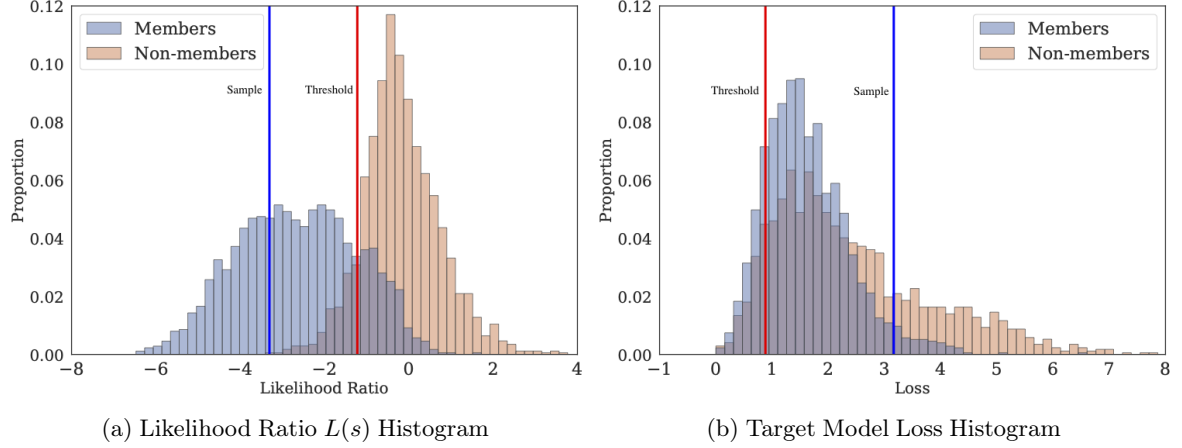 0.12
0.10
0.08
0.06
0.04
0.02
0.00
Proportion
Members
Non-members
Sample
Threshold
−8
−6
−4
−2
0
2
4
Likelihood Ratio
(a) Likelihood Ratio L(s) Histogram
0.12
0.10
0.08
0.06
0.04
0.02
0.00
Proportion
Members
Non-members
Threshold
Sample
−1
0
1
2
3
4
5
6
7
8
Loss
(b) Target Model Loss Histogram